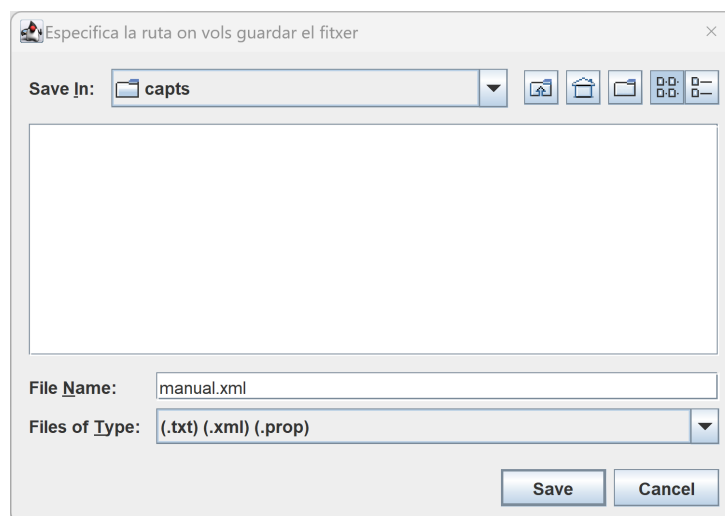 Especifica la ruta on vols guardar el fitxer
Save In: capts
File Name: manual.xml
Files of Type: (.txt) (.xml) (.prop)
Save Cancel